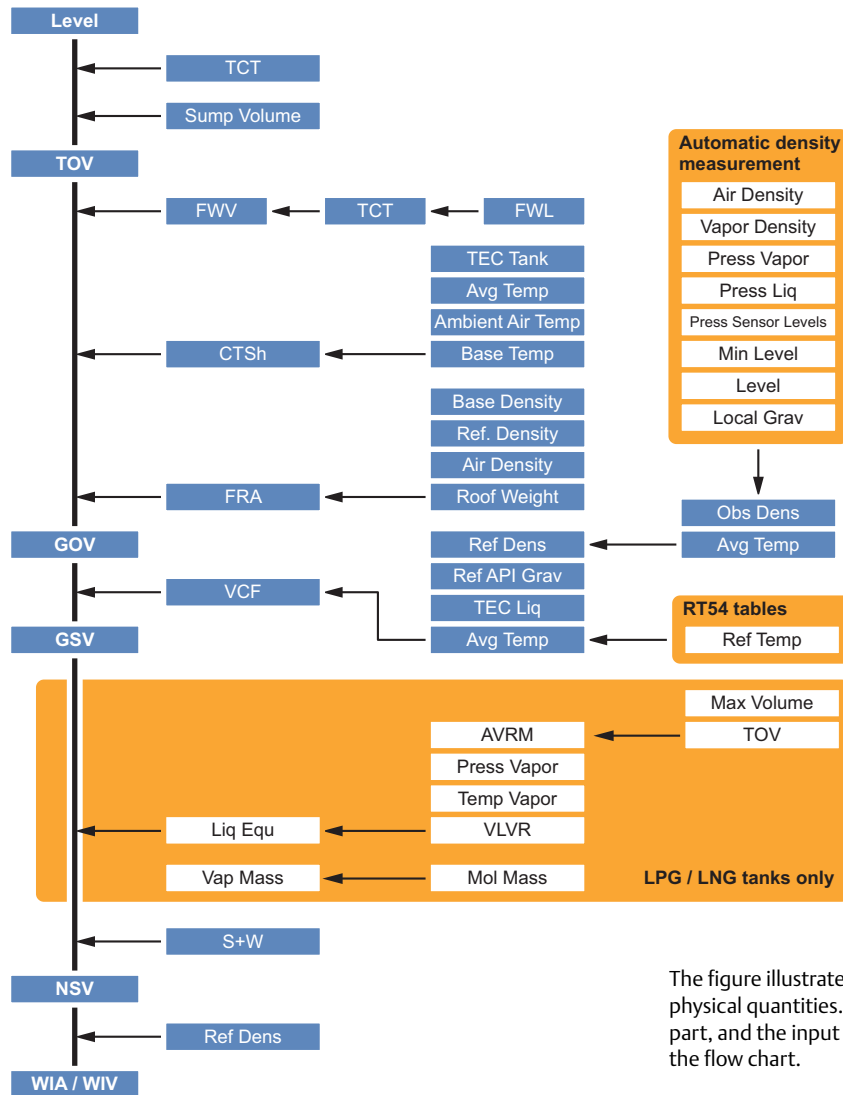 Level
TCT
Sump Volume
TOV
FWV
TCT
FWL
TEC Tank
Avg Temp
Ambient Air Temp
CTSh
Base Temp
Base Density
Ref. Density
Air Density
FRA
Roof Weight
Automatic density
measurement
Air Density
Vapor Density
Press Vapor
Press Liq
Press Sensor Levels
Min Level
Level
Local Grav
Obs Dens
Avg Temp
GOV
Ref Dens
Ref API Grav
TEC Liq
Avg Temp
VCF
RT54 tables
Ref Temp
GSV
Max Volume
TOV
AVRM
Press Vapor
Temp Vapor
VLVR
Liq Equ
Vap Mass
Mol Mass
LPG / LNG tanks only
S+W
NSV
Ref Dens
WIA / WIV
The figure illustrate
physical quantities.
part, and the input
the flow chart.